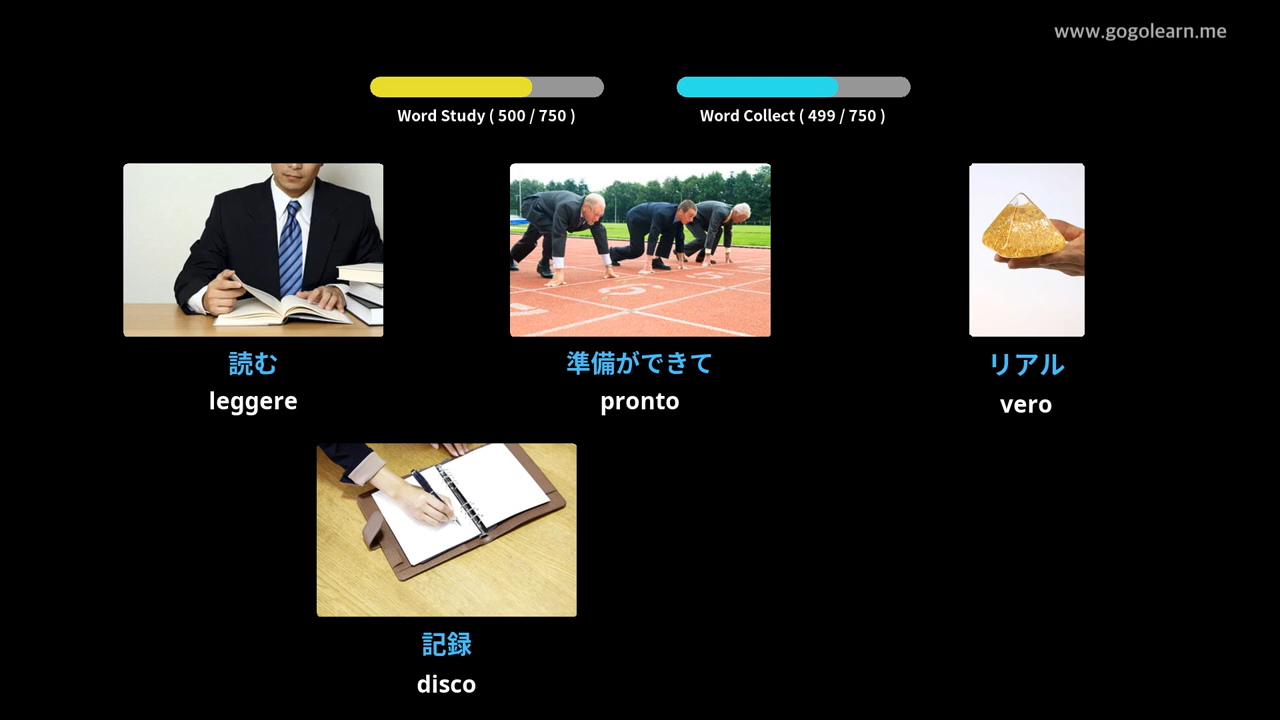 www.gogolearn.me
Word Study ( 500 / 750 )
Word Collect ( 499 / 750 )
読む
leggere
準備ができて
pronto
リアル
vero
記録
disco